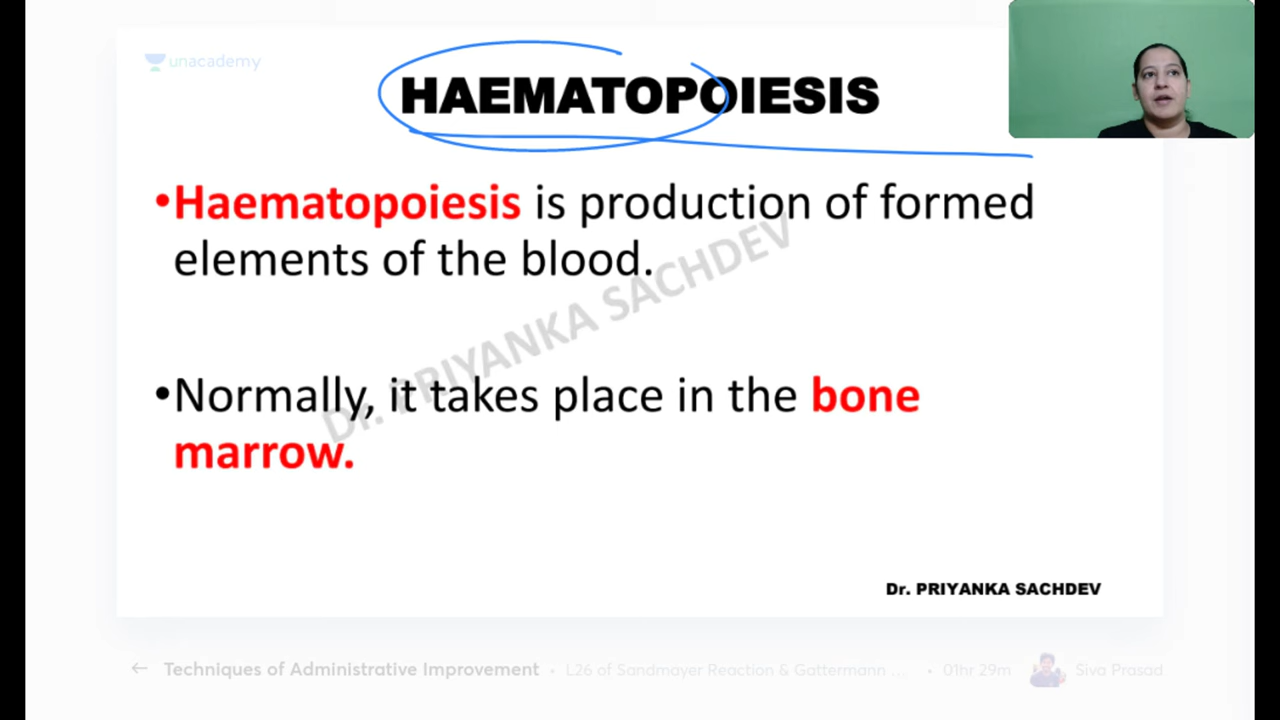 unacademy
HAEMATOPOIESIS
•Haematopoiesis is production of formed
elements of the blood.
Dr. PRIYANKA SACHDEV
•Normally, it takes place in the bone
marrow.
Dr. PRIYANKA SACHDEV
← Techniques of Administrative Improvement • L26 of Sandmayer Reaction & Gattermann ... • 01hr 29m Siva Prasad